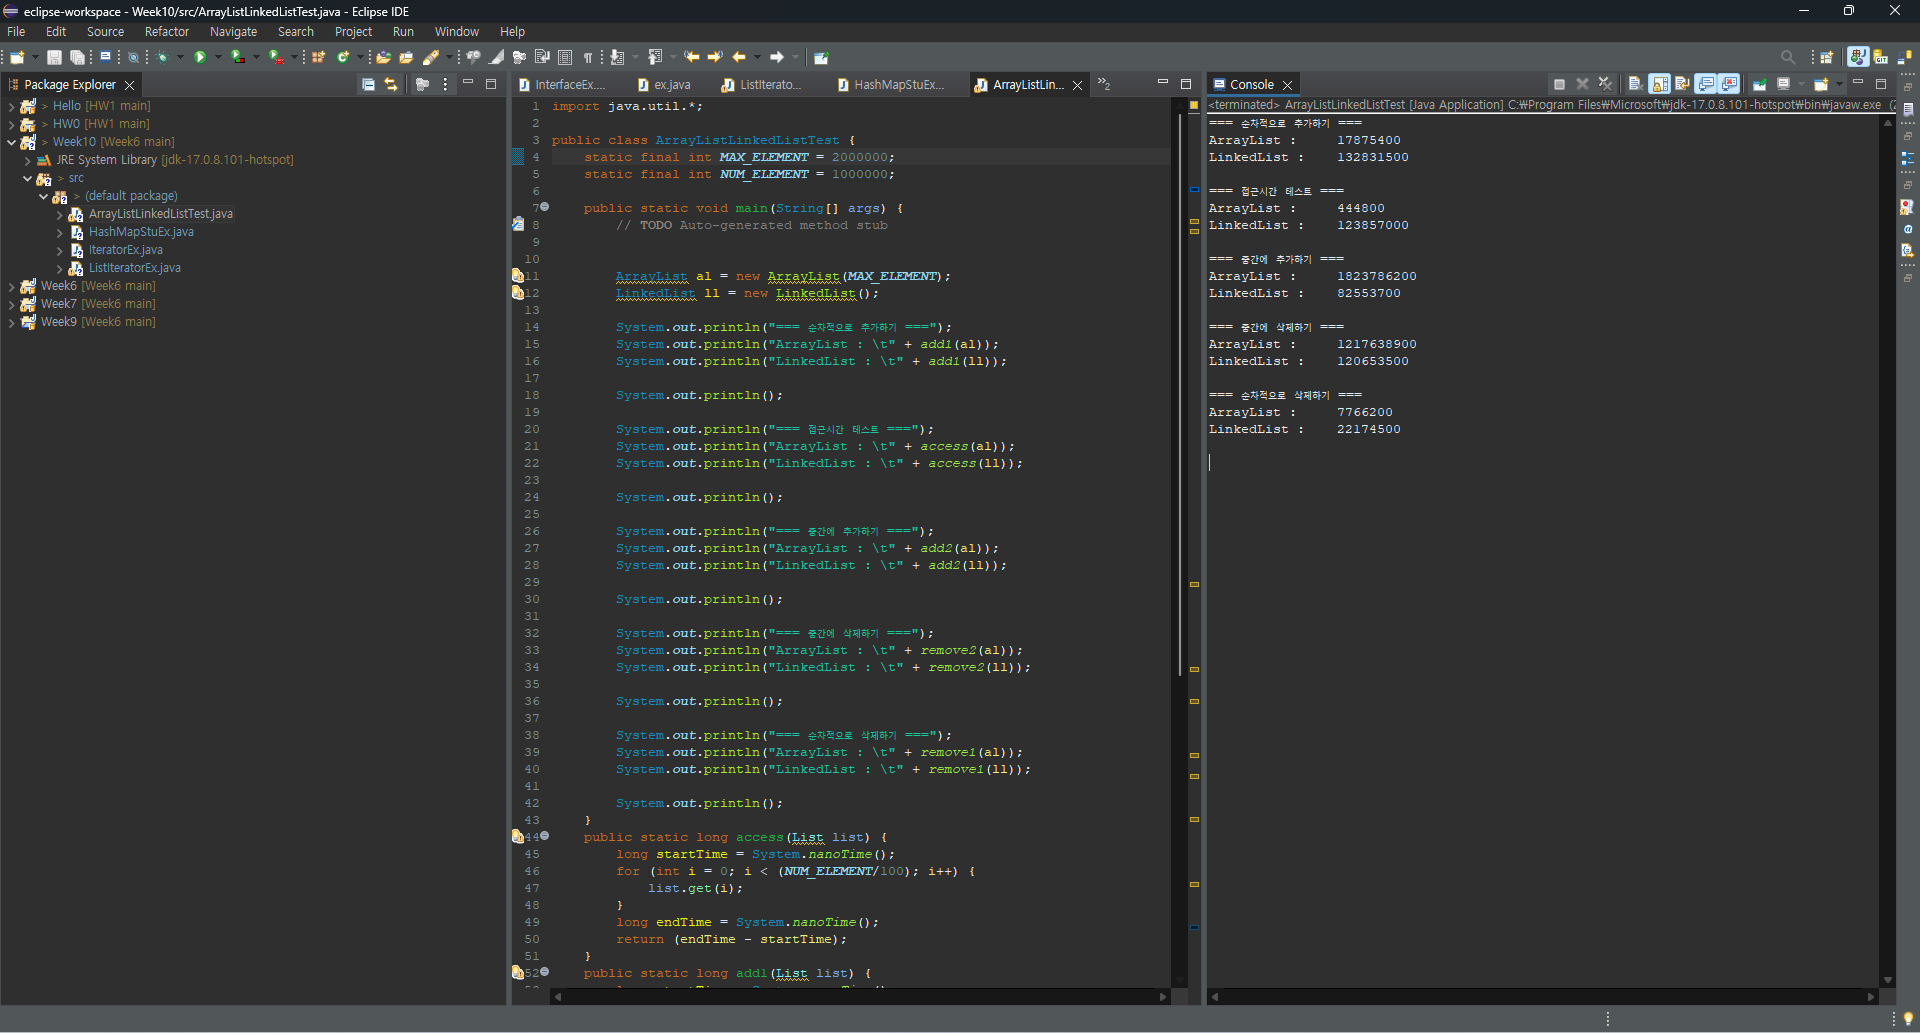 eclipse-workspace - Week10/src/ArrayListLinkedListTest.java - Eclipse IDE
File Edit Source Refactor Navigate Search Project Run Window Help
Package Explorer
> Hello [HW1 main]
> HW0 [HW1 main]
> Week10 [Week6 main]
JRE System Library [jdk-17.0.8.101-hotspot]
> src
> (default package)
ArrayListLinkedListTest.java
HashMapStuEx.java
IteratorEx.java
ListIteratorEx.java
Week6 [Week6 main]
Week7 [Week6 main]
Week9 [Week6 main]
InterfaceEx.... ex.java ListIterato... HashMapStuEx... ArrayListLin... »2
1 import java.util.*;
2
3 public class ArrayListLinkedListTest {
4 static final int MAX_ELEMENT = 2000000;
5 static final int NUM_ELEMENT = 1000000;
6
7 public static void main(String[] args) {
8 // TODO Auto-generated method stub
9
10
11 ArrayList al = new ArrayList(MAX_ELEMENT);
12 LinkedList ll = new LinkedList();
13
14 System.out.println("=== 순차적으로 추가하기 ===");
15 System.out.println("ArrayList : \t" + add1(al));
16 System.out.println("LinkedList : \t" + add1(ll));
17
18 System.out.println();
19
20 System.out.println("=== 접근시간 테스트 ===");
21 System.out.println("ArrayList : \t" + access(al));
22 System.out.println("LinkedList : \t" + access(ll));
23
24 System.out.println();
25
26 System.out.println("=== 중간에 추가하기 ===");
27 System.out.println("ArrayList : \t" + add2(al));
28 System.out.println("LinkedList : \t" + add2(ll));
29
30 System.out.println();
31
32 System.out.println("=== 중간에 삭제하기 ===");
33 System.out.println("ArrayList : \t" + remove2(al));
34 System.out.println("LinkedList : \t" + remove2(ll));
35
36 System.out.println();
37
38 System.out.println("=== 순차적으로 삭제하기 ===");
39 System.out.println("ArrayList : \t" + remove1(al));
40 System.out.println("LinkedList : \t" + remove1(ll));
41
42 System.out.println();
43 }
44 public static long access(List list) {
45 long startTime = System.nanoTime();
46 for (int i = 0; i < (NUM_ELEMENT/100); i++) {
47 list.get(i);
48 }
49 long endTime = System.nanoTime();
50 return (endTime - startTime);
51 }
52 public static long add1(List list) {
Console
<terminated> ArrayListLinkedListTest [Java Application] C:₩Program Files₩Microsoft₩jdk-17.0.8.101-hotspot₩bin₩javaw.exe
=== 순차적으로 추가하기 ===
ArrayList : 17875400
LinkedList : 132831500
=== 접근시간 테스트 ===
ArrayList : 444800
LinkedList : 123857000
=== 중간에 추가하기 ===
ArrayList : 1823786200
LinkedList : 82553700
=== 중간에 삭제하기 ===
ArrayList : 1217638900
LinkedList : 120653500
=== 순차적으로 삭제하기 ===
ArrayList : 7766200
LinkedList : 22174500